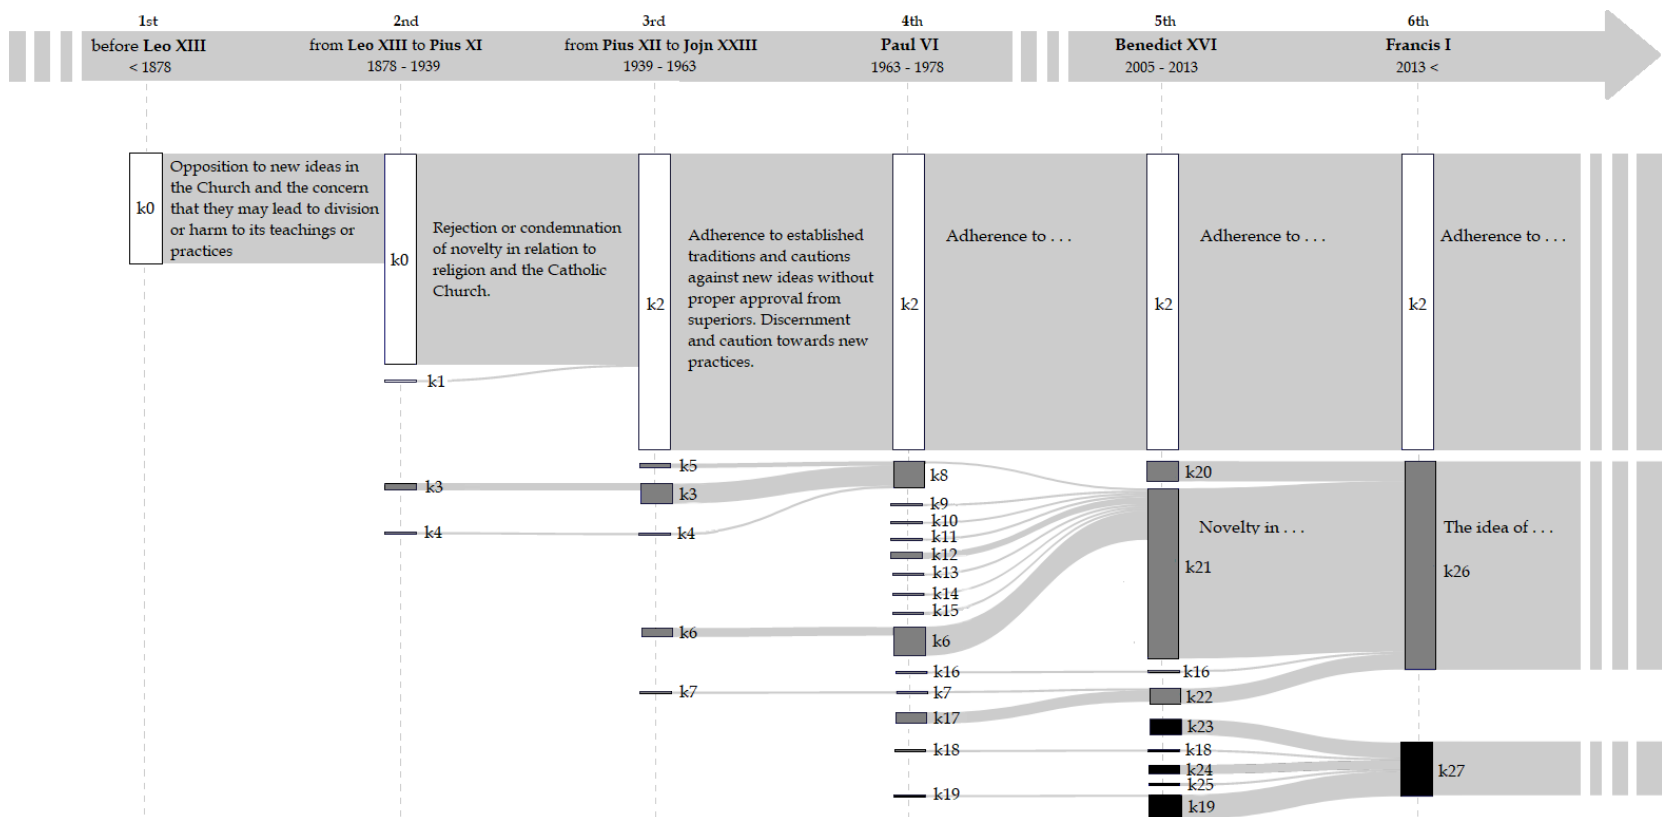 1st
2nd
3rd
4th
5th
6th
before Leo XIII
from Leo XIII to Pius XI
from Pius XII to Jojn XXIII
Paul VI
Benedict XVI
Francis I
< 1878
1878 - 1939
1939 - 1963
1963 - 1978
2005 - 2013
2013 <
k0
Opposition to new ideas in
the Church and the concern
that they may lead to division
or harm to its teachings or
practices
k0
Rejection or condemnation
of novelty in relation to
religion and the Catholic
Church.
k1
k3
k4
k2
Adherence to established
traditions and cautions
against new ideas without
proper approval from
superiors. Discernment
and caution towards new
practices.
k5
k3
k4
k6
k7
k2
Adherence to . . .
k8
k9
k10
k11
k12
k13
k14
k15
k6
k16
k7
k17
k18
k19
k2
Adherence to . . .
k20
Novelty in . . .
k21
k16
k22
k23
k18
k24
k25
k19
k2
Adherence to . . .
The idea of . . .
k26
k27